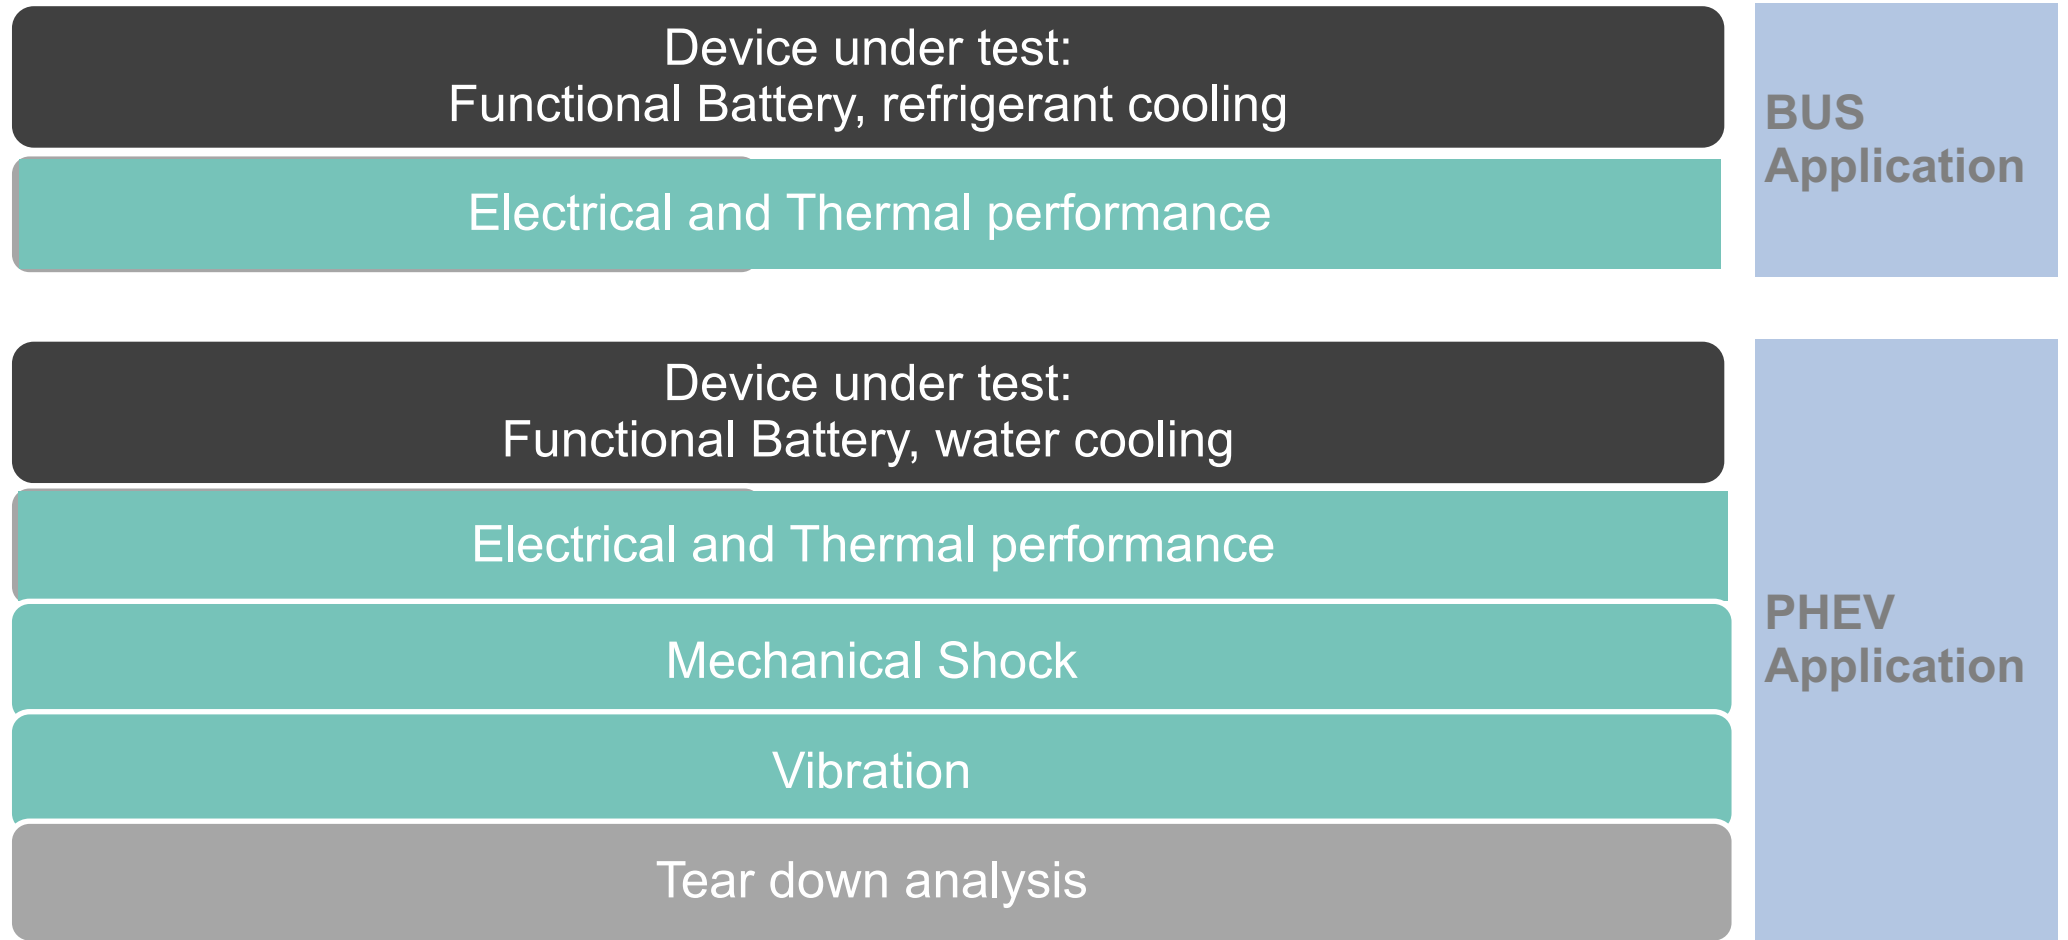 Device under test:
Functional Battery, refrigerant cooling
BUS
Application
Electrical and Thermal performance
Device under test:
Functional Battery, water cooling
Electrical and Thermal performance
PHEV
Application
Mechanical Shock
Vibration
Tear down analysis